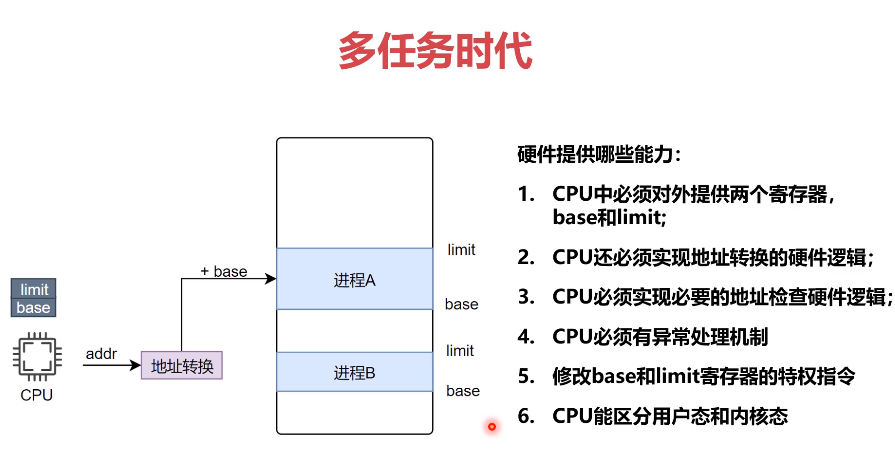 多任务时代
limit
base
CPU
addr
地址转换
+ base
进程A
limit
base
进程B
limit
base
硬件提供哪些能力：
1. CPU中必须对外提供两个寄存器，
base和limit;
2. CPU还必须实现地址转换的硬件逻辑；
3. CPU必须实现必要的地址检查硬件逻辑；
4. CPU必须有异常处理机制
5. 修改base和limit寄存器的特权指令
6. CPU能区分用户态和内核态